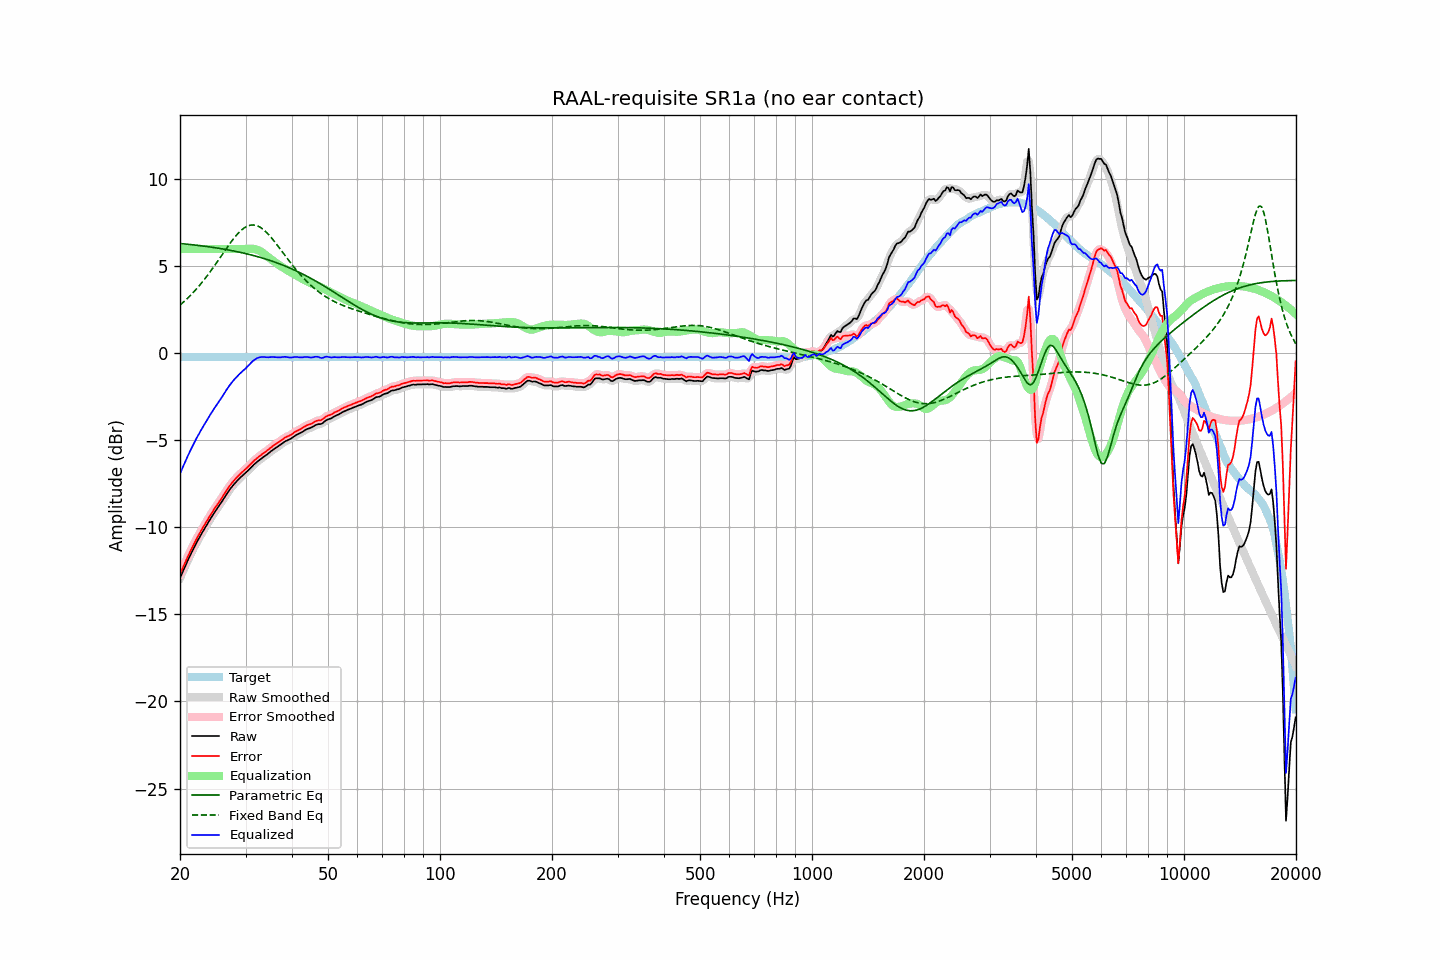 RAAL-requisite SR1a (no ear contact)
Amplitude (dBr)
10
5
0
−5
−10
−15
−20
−25
Target
Raw Smoothed
Error Smoothed
Raw
Error
Equalization
Parametric Eq
Fixed Band Eq
Equalized
20
50
100
200
500
1000
2000
5000
10000
20000
Frequency (Hz)